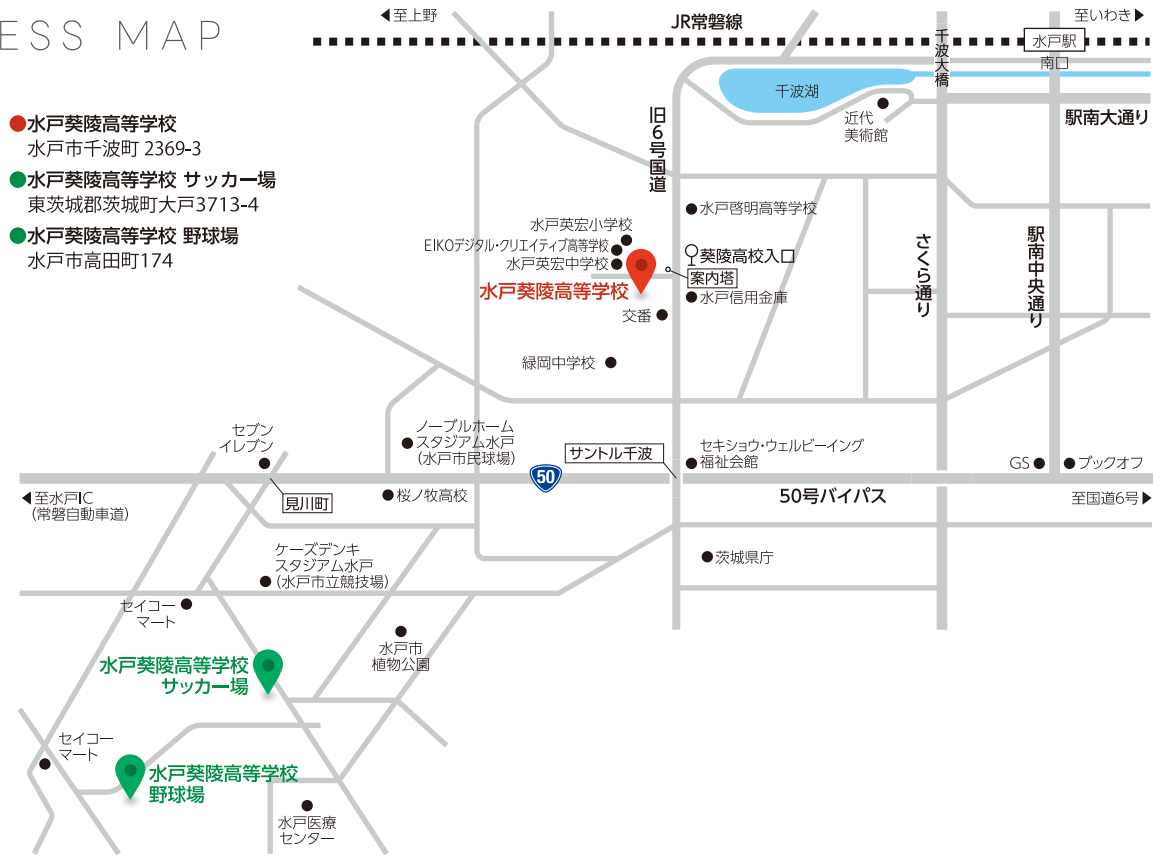 ESS MAP
至上野
JR常磐線
至いわき
水戸駅
南口
千波大橋
千波湖
近代
美術館
駅南大通り
旧6号国道
水戸葵陵高等学校
水戸市千波町 2369-3
水戸葵陵高等学校 サッカー場
東茨城郡茨城町大戸3713-4
水戸葵陵高等学校 野球場
水戸市高田町174
水戸啓明高等学校
水戸英宏小学校
EIKOデジタル・クリエイティブ高等学校
水戸英宏中学校
水戸葵陵高等学校
葵陵高校入口
案内塔
水戸信用金庫
交番
緑岡中学校
さくら通り
駅南中央通り
セブン
イレブン
ノーブルホーム
スタジアム水戸
(水戸市民球場)
サントル千波
セキショウ・ウェルビーイング
福祉会館
GS
ブックオフ
50
50号バイパス
至水戸IC
(常磐自動車道)
見川町
桜ノ牧高校
至国道6号
ケーズデンキ
スタジアム水戸
(水戸市立競技場)
茨城県庁
セイコー
マート
水戸市
植物公園
水戸葵陵高等学校
サッカー場
セイコー
マート
水戸葵陵高等学校
野球場
水戸医療
センター